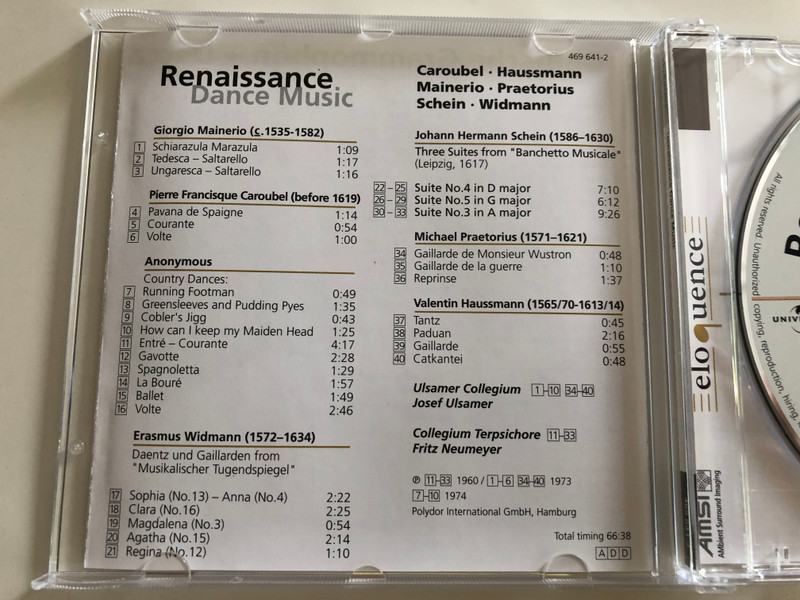 469 641-2
Renaissance
Dance Music
Giorgio Mainerio (c.1535-1582)
1 Schiarazula Marazula 1:09
2 Tedesca – Saltarello 1:17
3 Ungaresca – Saltarello 1:16
Pierre Francisque Caroubel (before 1619)
4 Pavana de Spaigne 1:14
5 Courante 0:54
6 Volte 1:00
Anonymous
Country Dances:
7 Running Footman 0:49
8 Greensleeves and Pudding Pyes 1:35
9 Cobler's Jigg 0:43
10 How can I keep my Maiden Head 1:25
11 Entré – Courante 4:17
12 Gavotte 2:28
13 Spagnoletta 1:29
14 La Bouré 1:57
15 Ballet 1:49
16 Volte 2:46
Erasmus Widmann (1572–1634)
Daentz und Gaillarden from
"Musikalischer Tugendspiegel"
17 Sophia (No.13) – Anna (No.4) 2:22
18 Clara (No.16) 2:25
19 Magdalena (No.3) 0:54
20 Agatha (No.15) 2:14
21 Regina (No.12) 1:10
Caroubel · Haussmann
Mainerio · Praetorius
Schein · Widmann
Johann Hermann Schein (1586–1630)
Three Suites from "Banchetto Musicale"
(Leipzig, 1617)
22 – 25 Suite No.4 in D major 7:10
26 – 29 Suite No.5 in G major 6:12
30 – 33 Suite No.3 in A major 9:26
Michael Praetorius (1571–1621)
34 Gaillarde de Monsieur Wustron 0:48
35 Gaillarde de la guerre 1:10
36 Reprinse 1:37
Valentin Haussmann (1565/70-1613/14)
37 Tantz 0:45
38 Paduan 2:16
39 Gaillarde 0:55
40 Catkantei 0:48
Ulsamer Collegium 1-10 34-40
Josef Ulsamer
Collegium Terpsichore 11-33
Fritz Neumeyer
℗ 11-33 1960 / 1-6 34-40 1973
7-10 1974
Polydor International GmbH, Hamburg
Total timing 66:38
ADD
eloquence
AMSI
AMbient Surround Imaging
All rights reserved. Unauthorized copying, reproduction, hiring,
UNIVE